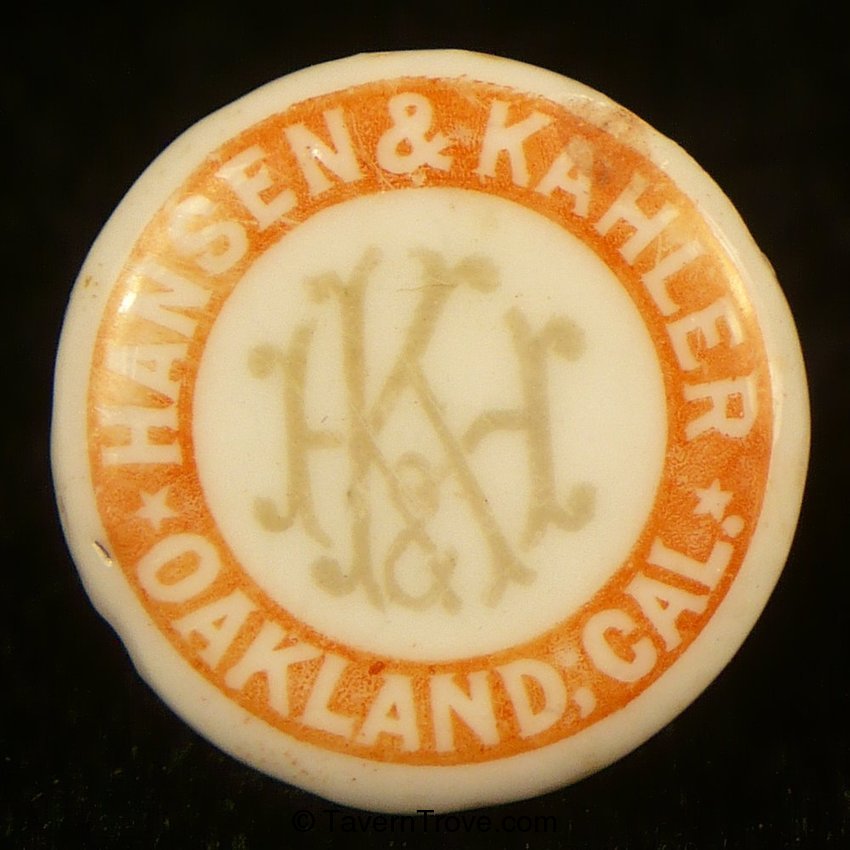 HANSEN & KAHLER
★ OAKLAND, CAL. ★
H&K
© TavernTrove.com